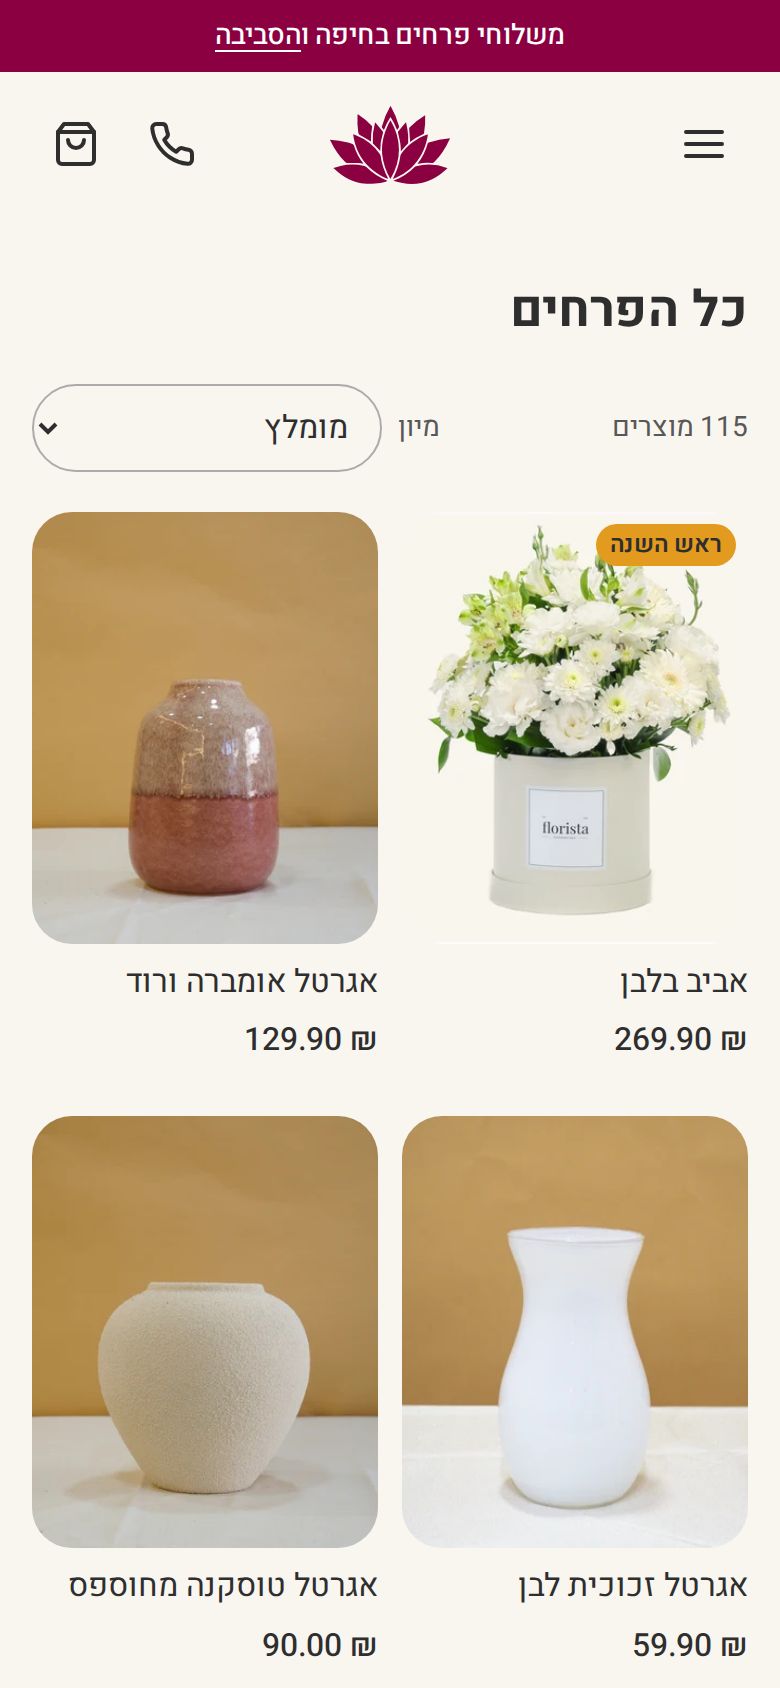 משלוחי פרחים בחיפה והסביבה
כל הפרחים
115 מוצרים
מיון
מומלץ
ראש השנה
florista
אביב בלבן
269.90 ₪
אגרטל אומברה ורוד
129.90 ₪
אגרטל זכוכית לבן
59.90 ₪
אגרטל טוסקנה מחוספס
90.00 ₪